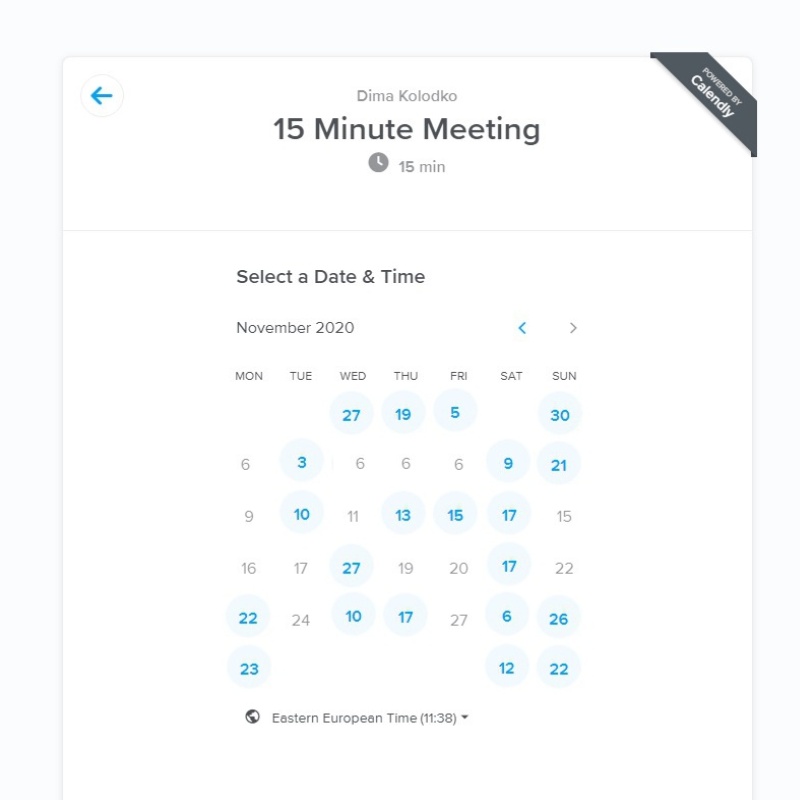 POWERED BY
Calendly
Dima Kolodko
15 Minute Meeting
15 min
Select a Date & Time
November 2020
MON TUE WED THU FRI SAT SUN
27 19 5 30
6 3 6 6 6 9 21
9 10 11 13 15 17 15
16 17 27 19 20 17 22
22 24 10 17 27 6 26
23 12 22
Eastern European Time (11:38)